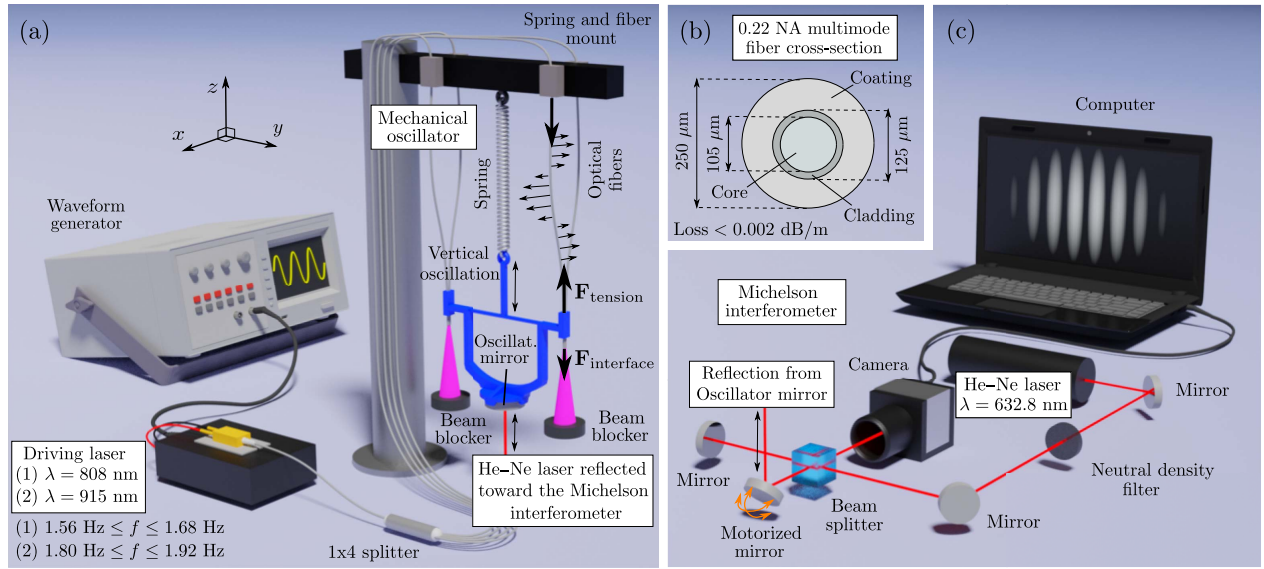 (a)
Spring and fiber
mount
z
x
y
Mechanical
oscillator
Spring
Optical
fibers
Waveform
generator
Vertical
oscillation
F_tension
Oscillat.
mirror
F_interface
Beam
blocker
Beam
blocker
Driving laser
(1) λ = 808 nm
(2) λ = 915 nm
He–Ne laser reflected
toward the Michelson
interferometer
(1) 1.56 Hz ≤ f ≤ 1.68 Hz
(2) 1.80 Hz ≤ f ≤ 1.92 Hz
1x4 splitter
(b)
0.22 NA multimode
fiber cross-section
Coating
250 μm
105 μm
125 μm
Core
Cladding
Loss < 0.002 dB/m
(c)
Computer
Michelson
interferometer
Camera
Reflection from
Oscillator mirror
He–Ne laser
λ = 632.8 nm
Mirror
Mirror
Neutral density
filter
Beam
splitter
Mirror
Motorized
mirror